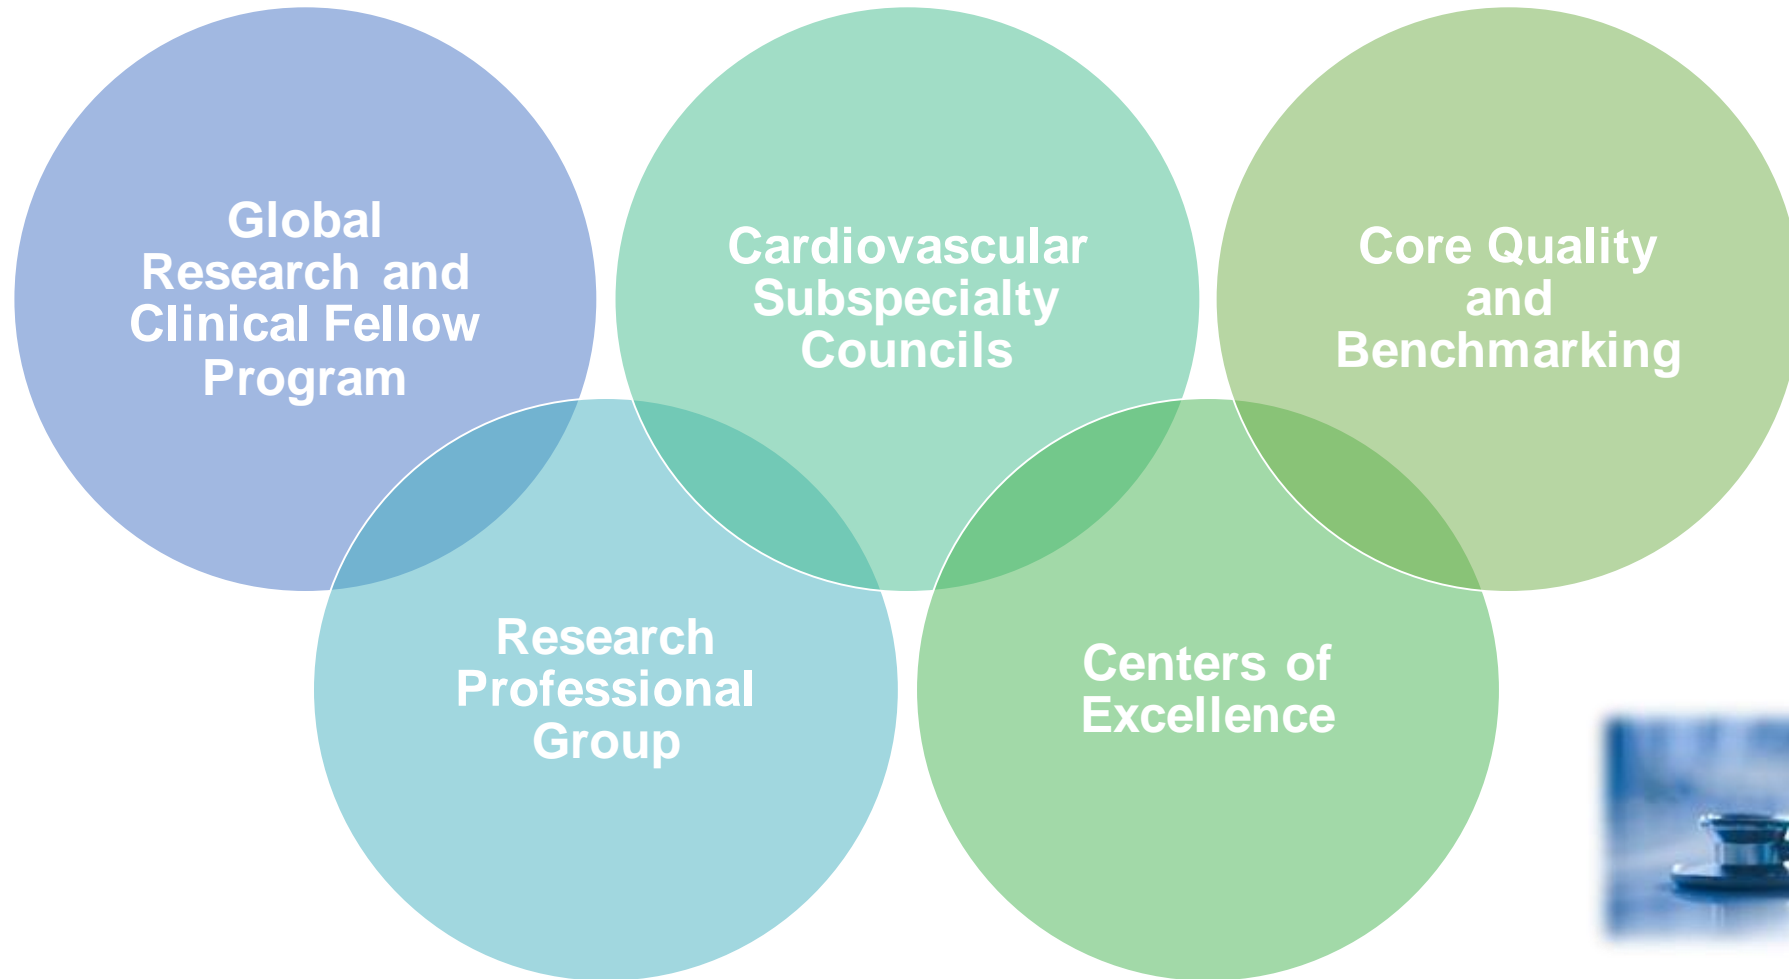 Global
Research and
Clinical Fellow
Program
Cardiovascular
Subspecialty
Councils
Core Quality
and
Benchmarking
Research
Professional
Group
Centers of
Excellence